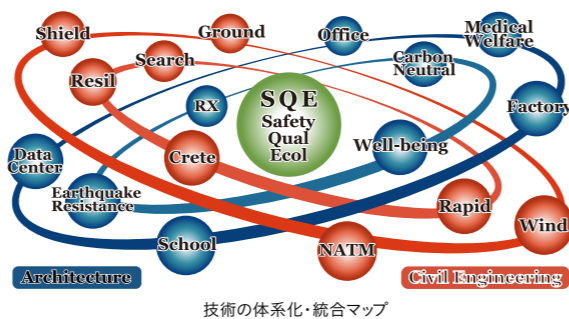 Shield
Ground
Office
Medical
Welfare
Search
Carbon
Neutral
Resil
RX
SQE
Safety
Qual
Ecol
Factory
Data
Center
Crete
Well-being
Earthquake
Resistance
Rapid
School
NATM
Wind
Architecture
Civil Engineering
技術の体系化・統合マップ